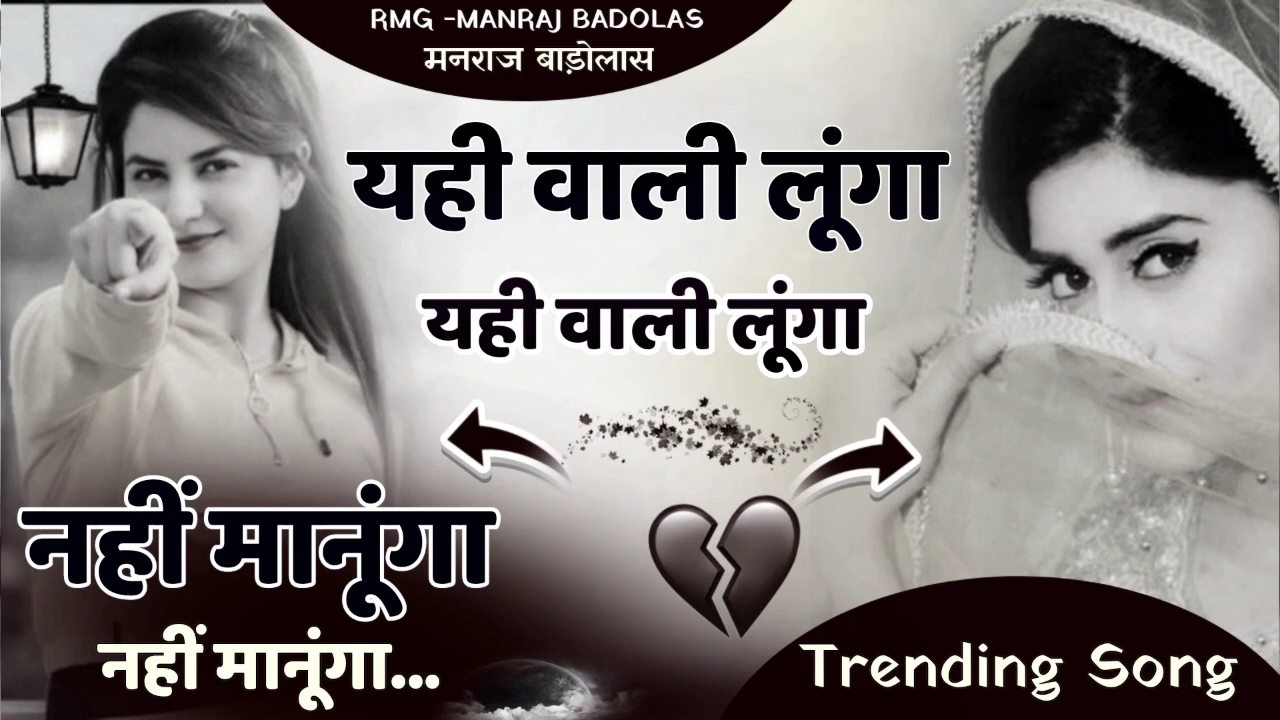 RMG -MANRAJ BADOLAS
मनराज बाड़ोलास
यही वाली लूंगा
यही वाली लूंगा
नहीं मानूंगा
नहीं मानूंगा...
Trending Song